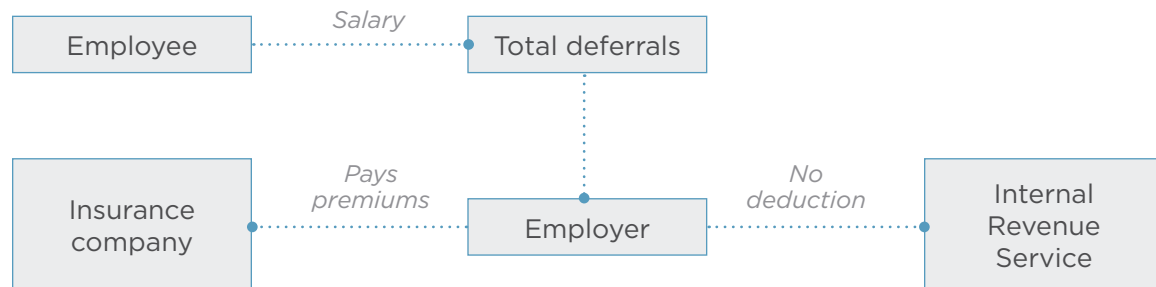 Salary
Employee
Total deferrals
Pays
premiums
No
deduction
Insurance
company
Employer
Internal
Revenue
Service